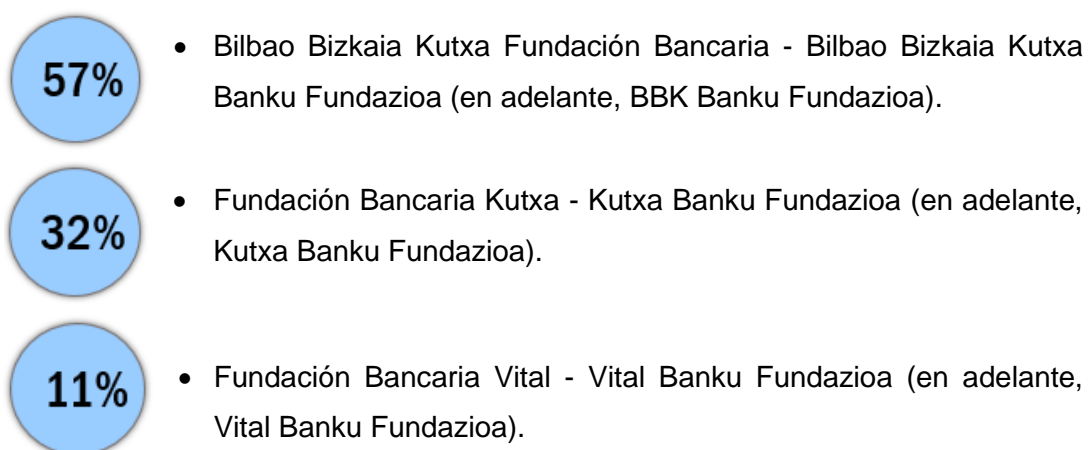 57%
• Bilbao Bizkaia Kutxa Fundación Bancaria - Bilbao Bizkaia Kutxa
Banku Fundazioa (en adelante, BBK Banku Fundazioa).
32%
• Fundación Bancaria Kutxa - Kutxa Banku Fundazioa (en adelante,
Kutxa Banku Fundazioa).
11%
• Fundación Bancaria Vital - Vital Banku Fundazioa (en adelante,
Vital Banku Fundazioa).